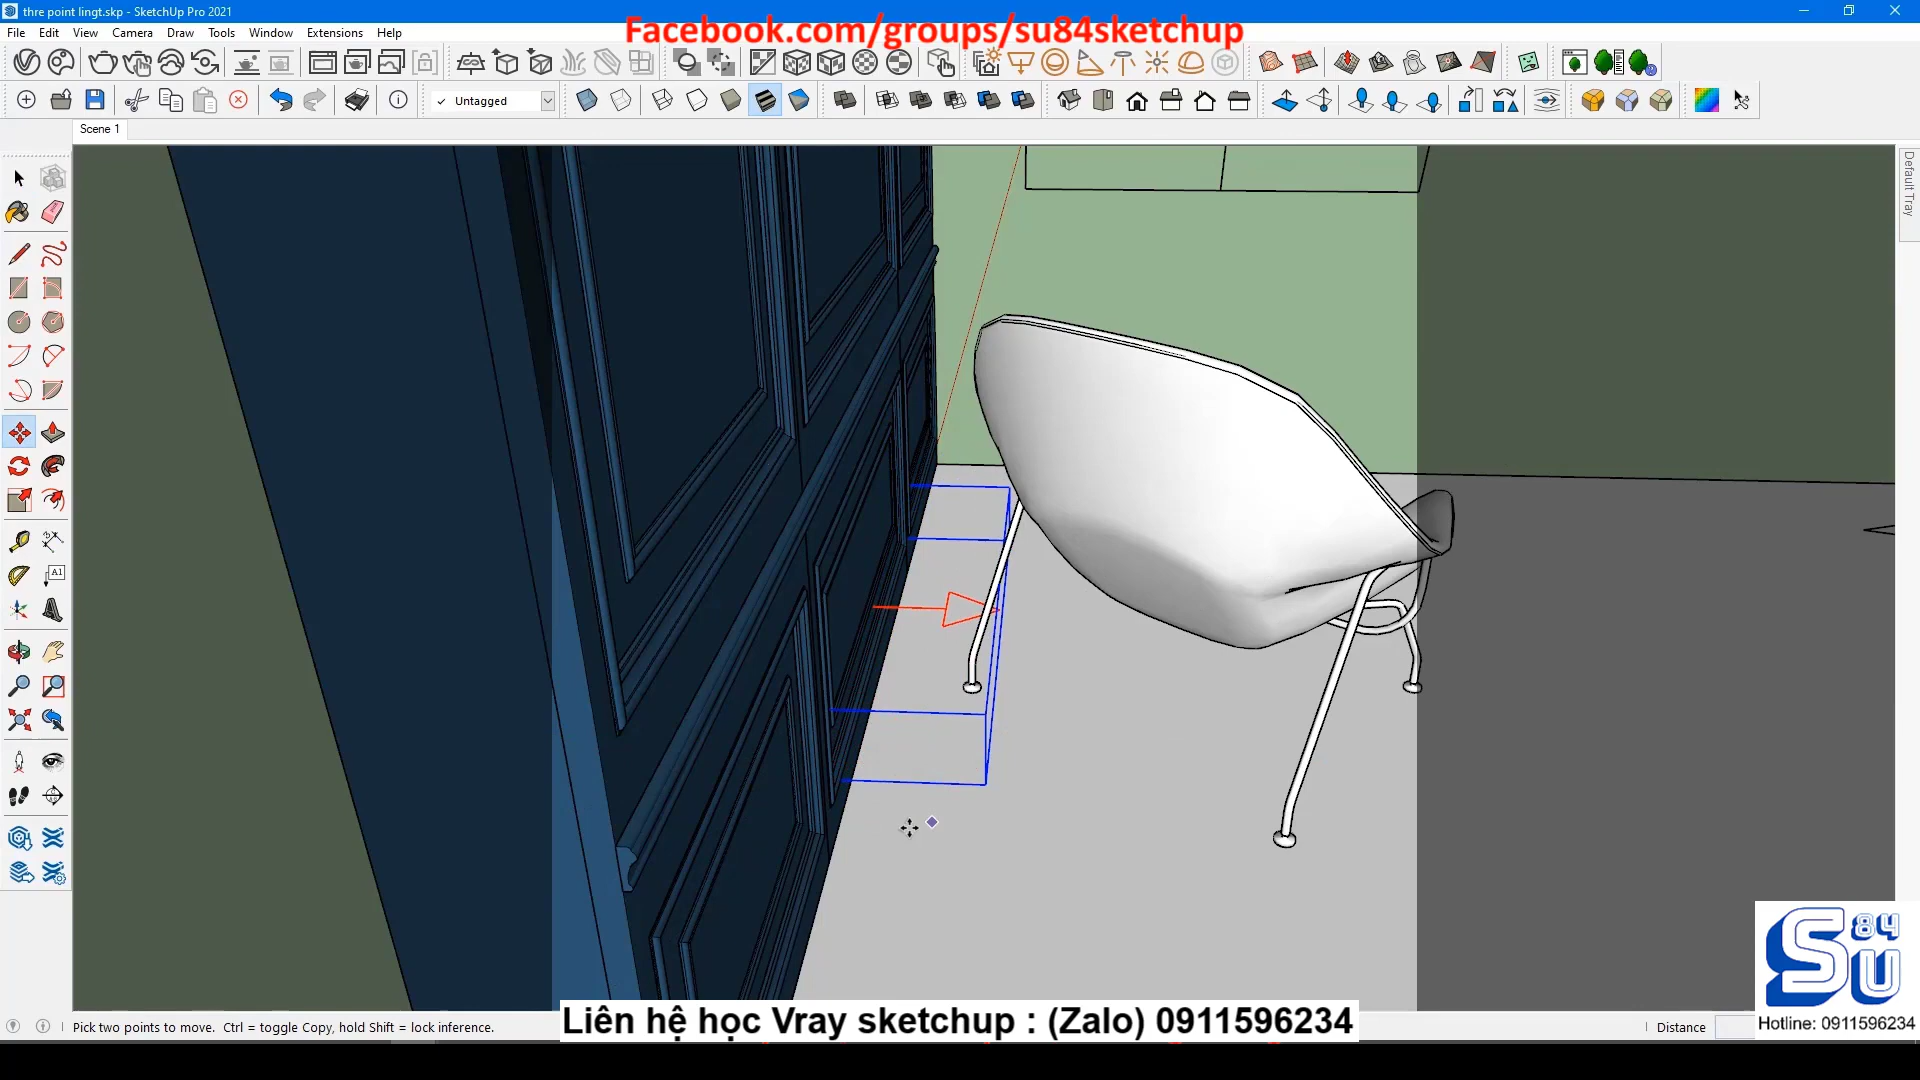 thre point lingt.skp - SketchUp Pro 2021
File Edit View Camera Draw Tools Window Extensions Help
Facebook.com/groups/su84sketchup
✓ Untagged
Scene 1
Default Tray
A1
Pick two points to move. Ctrl = toggle Copy, hold Shift = lock inference.
Liên hệ học Vray sketchup : (Zalo) 0911596234
Distance
S 84 U
Hotline: 0911596234